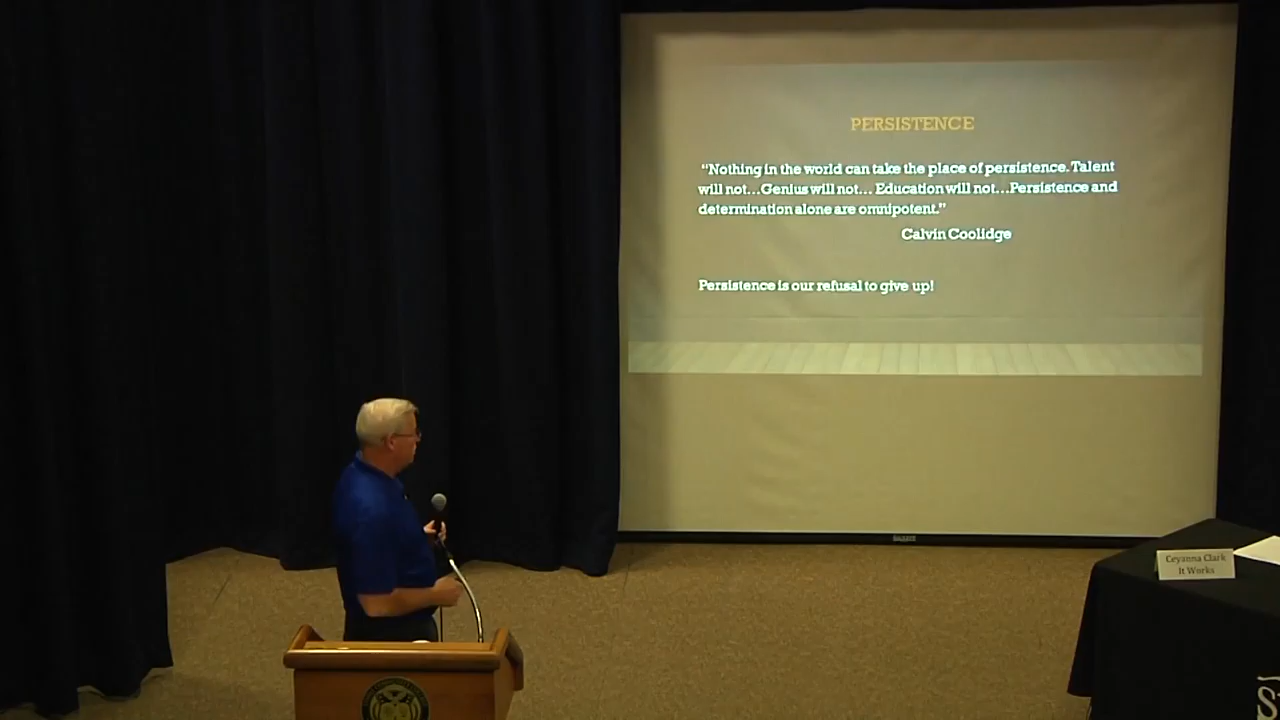 PERSISTENCE
“Nothing in the world can take the place of persistence. Talent
will not...Genius will not... Education will not...Persistence and
determination alone are omnipotent.”
Calvin Coolidge
Persistence is our refusal to give up!
Ceyanna Clark
It Works